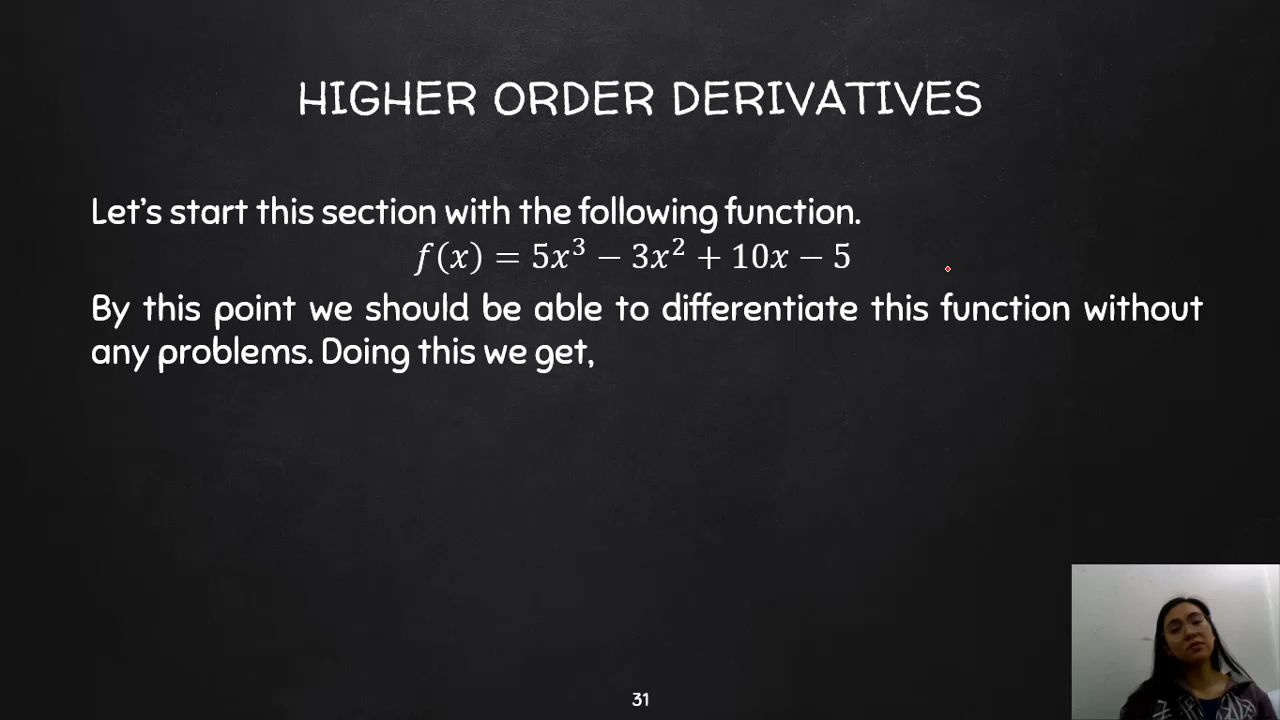 HIGHER ORDER DERIVATIVES
Let's start this section with the following function.
f(x) = 5x³ − 3x² + 10x − 5
By this point we should be able to differentiate this function without
any problems. Doing this we get,
31